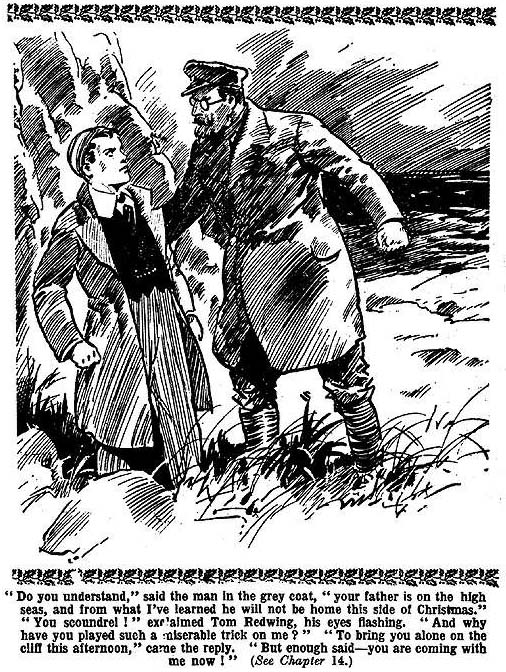 " Do you understand," said the man in the grey coat, " your father is on the high
seas, and from what I've learned he will not be home this side of Christmas."
" You scoundrel ! " exc'aimed Tom Redwing, his eyes flashing. " And why
have you played such a miserable trick on me ? " " To bring you alone on the
cliff this afternoon," came the reply. " But enough said—you are coming with
me now ! " (See Chapter 14.)